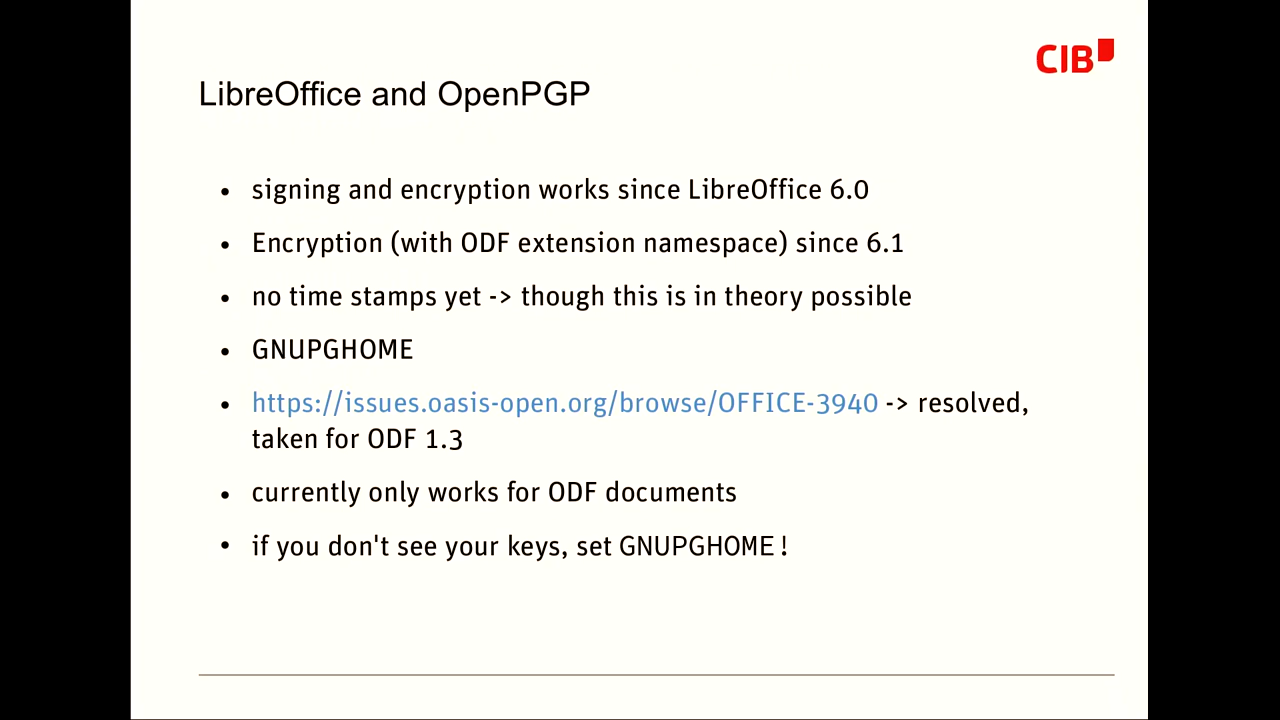 CIB
LibreOffice and OpenPGP
• signing and encryption works since LibreOffice 6.0
• Encryption (with ODF extension namespace) since 6.1
• no time stamps yet -> though this is in theory possible
• GNUPGHOME
• https://issues.oasis-open.org/browse/OFFICE-3940 -> resolved,
taken for ODF 1.3
• currently only works for ODF documents
• if you don't see your keys, set GNUPGHOME!